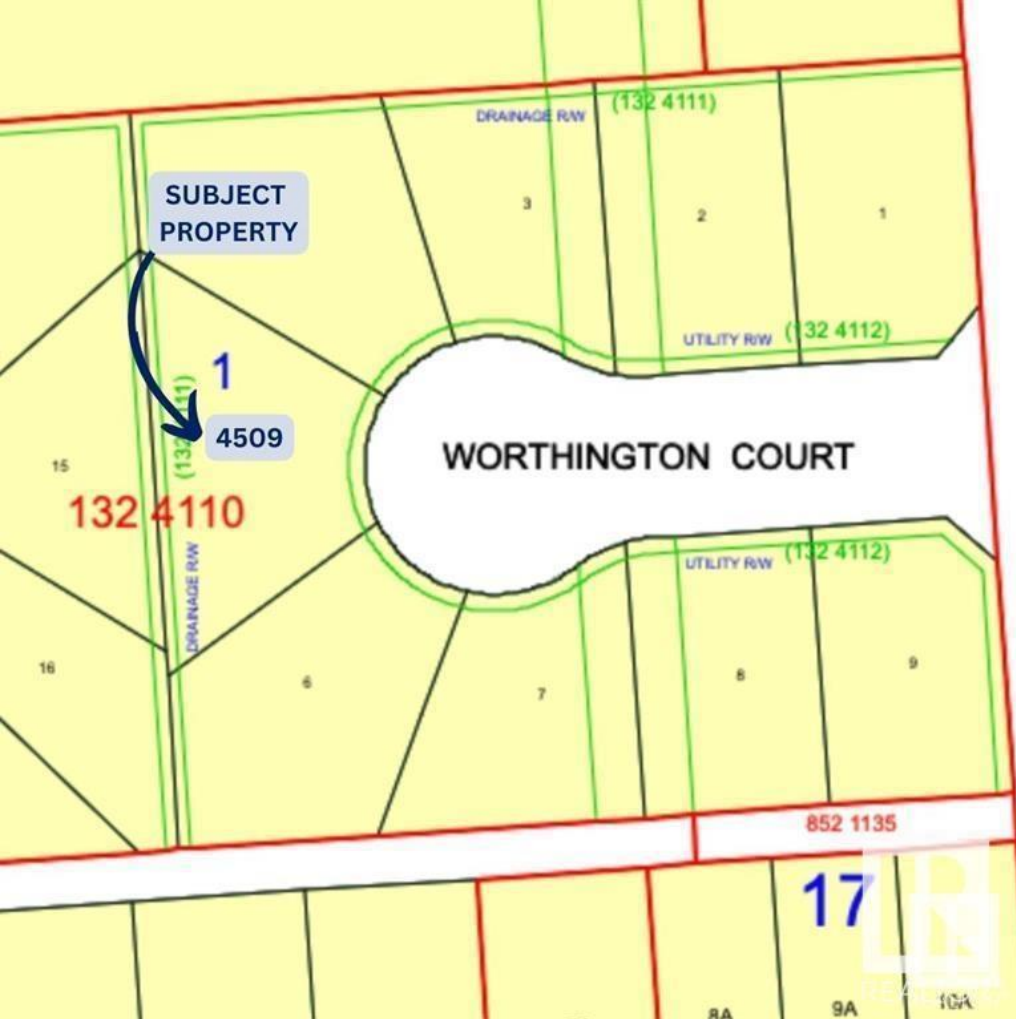 (132 4111)
DRAINAGE R/W
SUBJECT
PROPERTY
3
2
1
UTILITY R/W
(132 4112)
1
4509
WORTHINGTON COURT
15
132 4110
DRAINAGE R/W
UTILITY R/W
(132 4112)
16
6
7
8
9
852 1135
17
8A
9A
10A